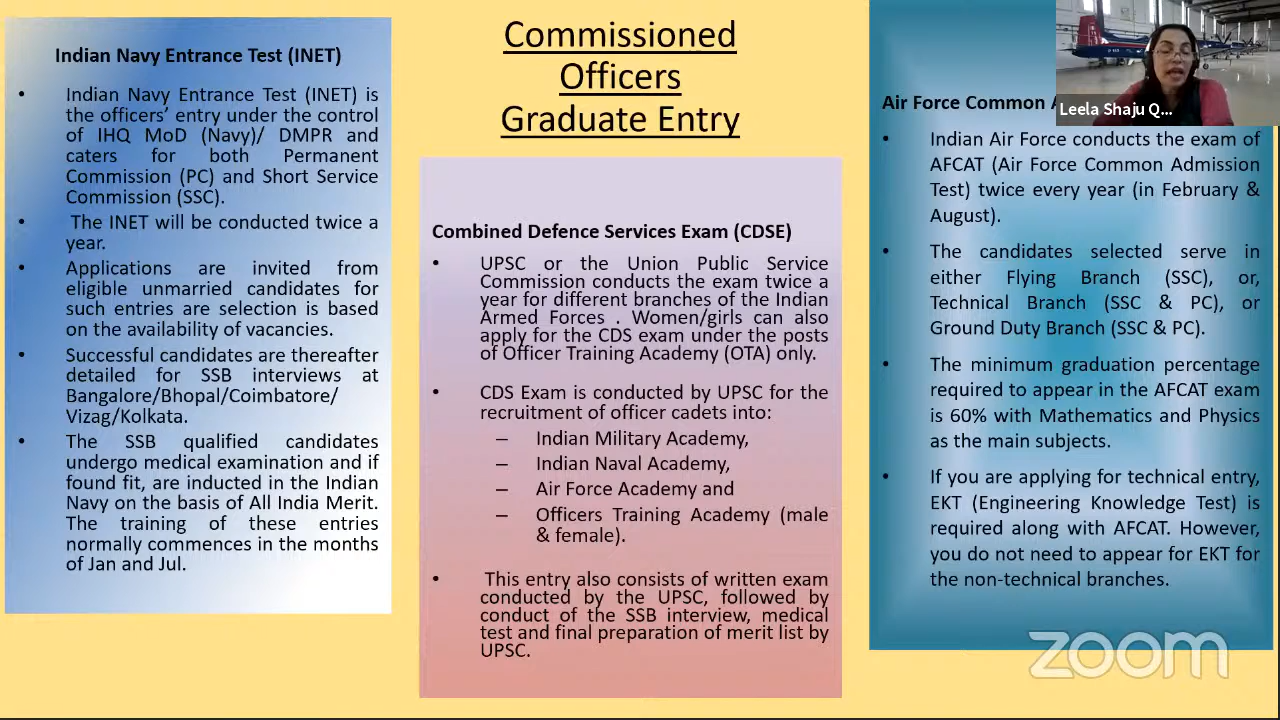 Commissioned
Officers
Graduate Entry
Indian Navy Entrance Test (INET)
• Indian Navy Entrance Test (INET) is
the officers' entry under the control
of IHQ MoD (Navy)/ DMPR and
caters for both Permanent
Commission (PC) and Short Service
Commission (SSC).
• The INET will be conducted twice a
year.
• Applications are invited from
eligible unmarried candidates for
such entries are selection is based
on the availability of vacancies.
• Successful candidates are thereafter
detailed for SSB interviews at
Bangalore/Bhopal/Coimbatore/
Vizag/Kolkata.
• The SSB qualified candidates
undergo medical examination and if
found fit, are inducted in the Indian
Navy on the basis of All India Merit.
The training of these entries
normally commences in the months
of Jan and Jul.
Combined Defence Services Exam (CDSE)
• UPSC or the Union Public Service
Commission conducts the exam twice a
year for different branches of the Indian
Armed Forces . Women/girls can also
apply for the CDS exam under the posts
of Officer Training Academy (OTA) only.
• CDS Exam is conducted by UPSC for the
recruitment of officer cadets into:
– Indian Military Academy,
– Indian Naval Academy,
– Air Force Academy and
– Officers Training Academy (male
& female).
• This entry also consists of written exam
conducted by the UPSC, followed by
conduct of the SSB interview, medical
test and final preparation of merit list by
UPSC.
Air Force Common
Leela Shaju Q...
• Indian Air Force conducts the exam of
AFCAT (Air Force Common Admission
Test) twice every year (in February &
August).
• The candidates selected serve in
either Flying Branch (SSC), or,
Technical Branch (SSC & PC), or
Ground Duty Branch (SSC & PC).
• The minimum graduation percentage
required to appear in the AFCAT exam
is 60% with Mathematics and Physics
as the main subjects.
• If you are applying for technical entry,
EKT (Engineering Knowledge Test) is
required along with AFCAT. However,
you do not need to appear for EKT for
the non-technical branches.
zoom